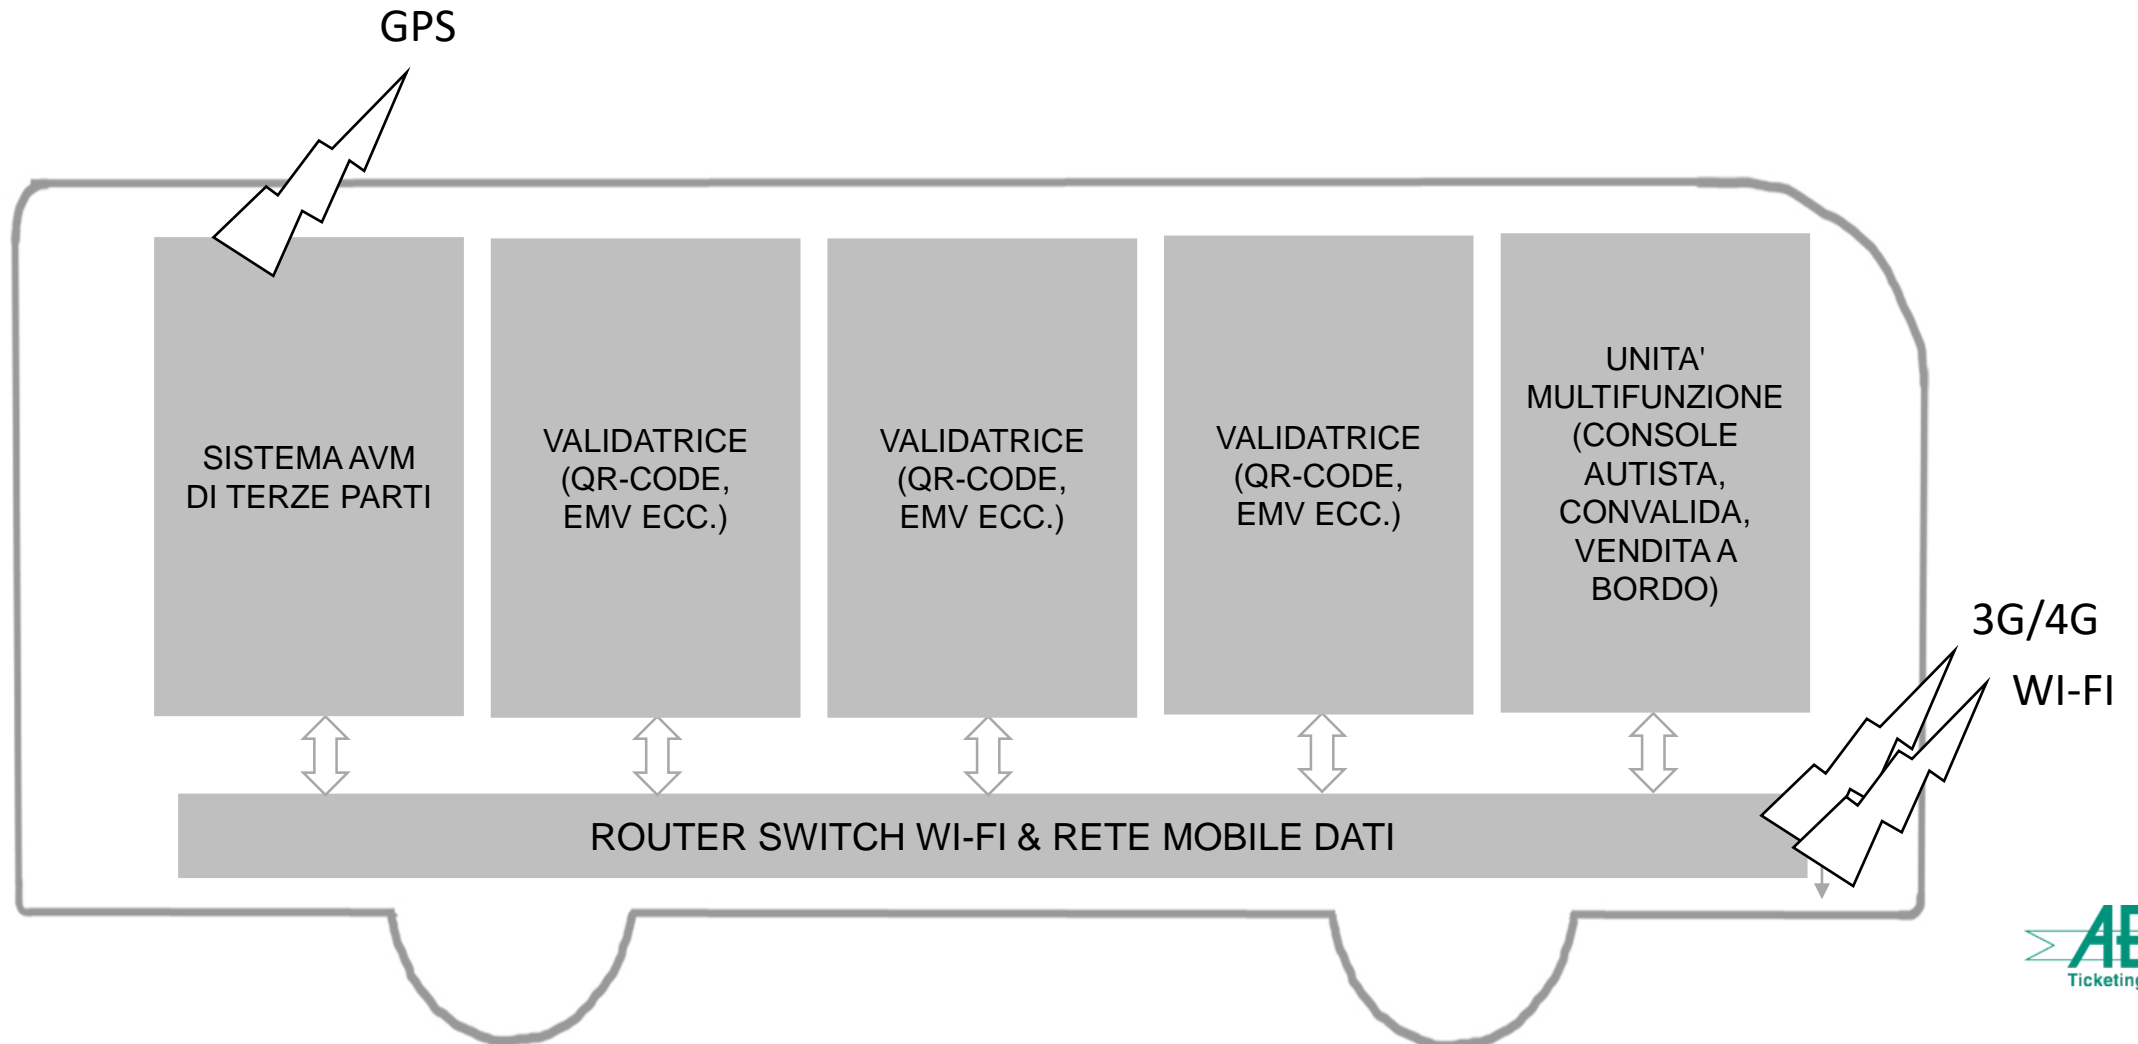 GPS
SISTEMA AVM
DI TERZE PARTI
VALIDATRICE
(QR-CODE,
EMV ECC.)
VALIDATRICE
(QR-CODE,
EMV ECC.)
VALIDATRICE
(QR-CODE,
EMV ECC.)
UNITA'
MULTIFUNZIONE
(CONSOLE
AUTISTA,
CONVALIDA,
VENDITA A
BORDO)
3G/4G
WI-FI
ROUTER SWITCH WI-FI & RETE MOBILE DATI
Ticketing